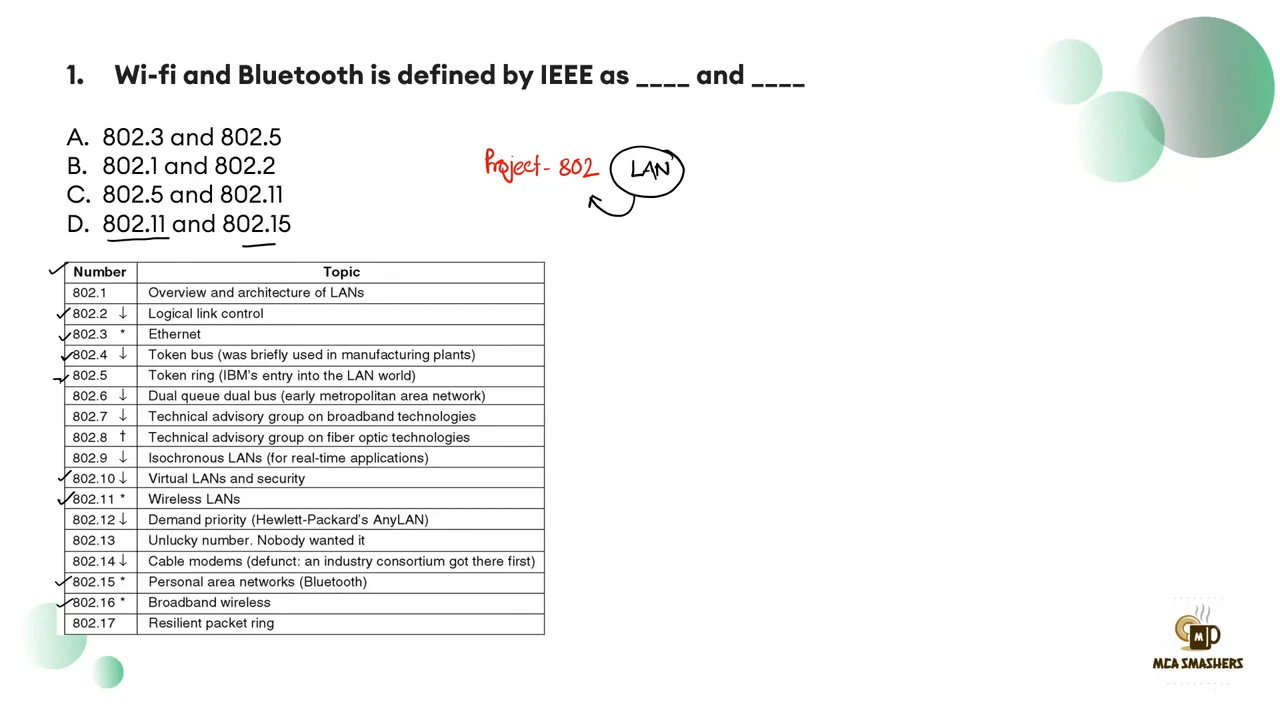 1. Wi-fi and Bluetooth is defined by IEEE as ____ and ____
A. 802.3 and 802.5
B. 802.1 and 802.2
C. 802.5 and 802.11
D. 802.11 and 802.15
Project - 802 LAN
Number Topic
802.1 Overview and architecture of LANs
802.2 ↓ Logical link control
802.3 * Ethernet
802.4 ↓ Token bus (was briefly used in manufacturing plants)
802.5 Token ring (IBM's entry into the LAN world)
802.6 ↓ Dual queue dual bus (early metropolitan area network)
802.7 ↓ Technical advisory group on broadband technologies
802.8 † Technical advisory group on fiber optic technologies
802.9 ↓ Isochronous LANs (for real-time applications)
802.10 ↓ Virtual LANs and security
802.11 * Wireless LANs
802.12 ↓ Demand priority (Hewlett-Packard's AnyLAN)
802.13 Unlucky number. Nobody wanted it
802.14 ↓ Cable modems (defunct: an industry consortium got there first)
802.15 * Personal area networks (Bluetooth)
802.16 * Broadband wireless
802.17 Resilient packet ring
M
MCA SMASHERS